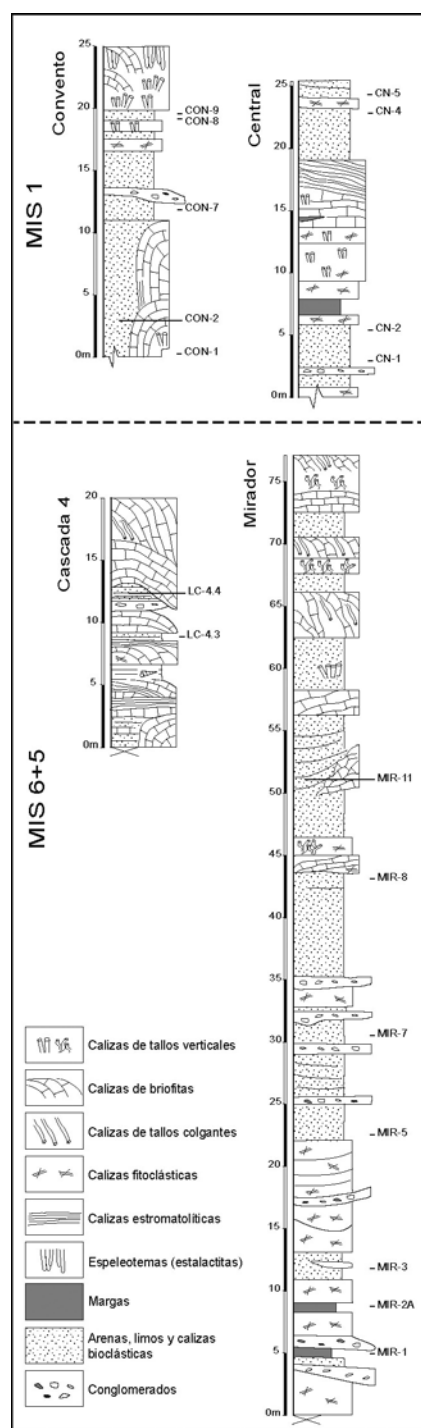 MIS 1
Convento
25
20
15
10
5
0m
CON-9
CON-8
CON-7
CON-2
CON-1
Central
25
20
15
10
5
0m
CN-5
CN-4
CN-2
CN-1
MIS 6+5
Cascada 4
20
15
10
5
0m
LC-4.4
LC-4.3
Mirador
75
70
65
60
55
50
45
40
35
30
25
20
15
10
5
0m
MIR-11
MIR-8
MIR-7
MIR-5
MIR-3
MIR-2A
MIR-1
Calizas de tallos verticales
Calizas de briofitas
Calizas de tallos colgantes
Calizas fitoclásticas
Calizas estromatolíticas
Espeleotemas (estalactitas)
Margas
Arenas, limos y calizas
bioclásticas
Conglomerados